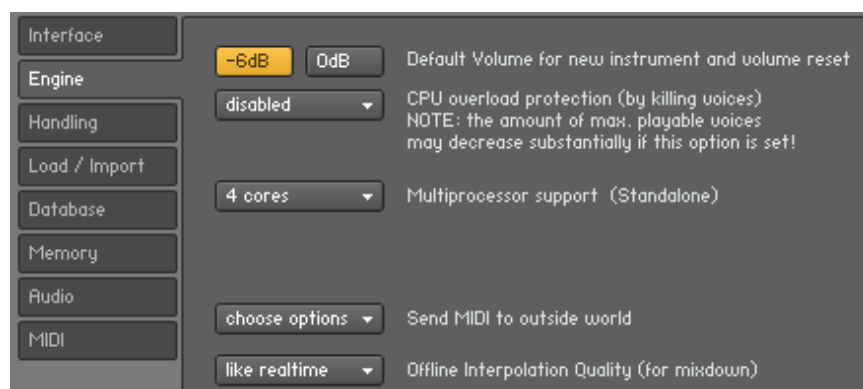 Interface
Engine
Handling
Load / Import
Database
Memory
Audio
MIDI
-6dB 0dB Default Volume for new instrument and volume reset
disabled CPU overload protection (by killing voices)
NOTE: the amount of max. playable voices
may decrease substantially if this option is set!
4 cores Multiprocessor support (Standalone)
choose options Send MIDI to outside world
like realtime Offline Interpolation Quality (for mixdown)